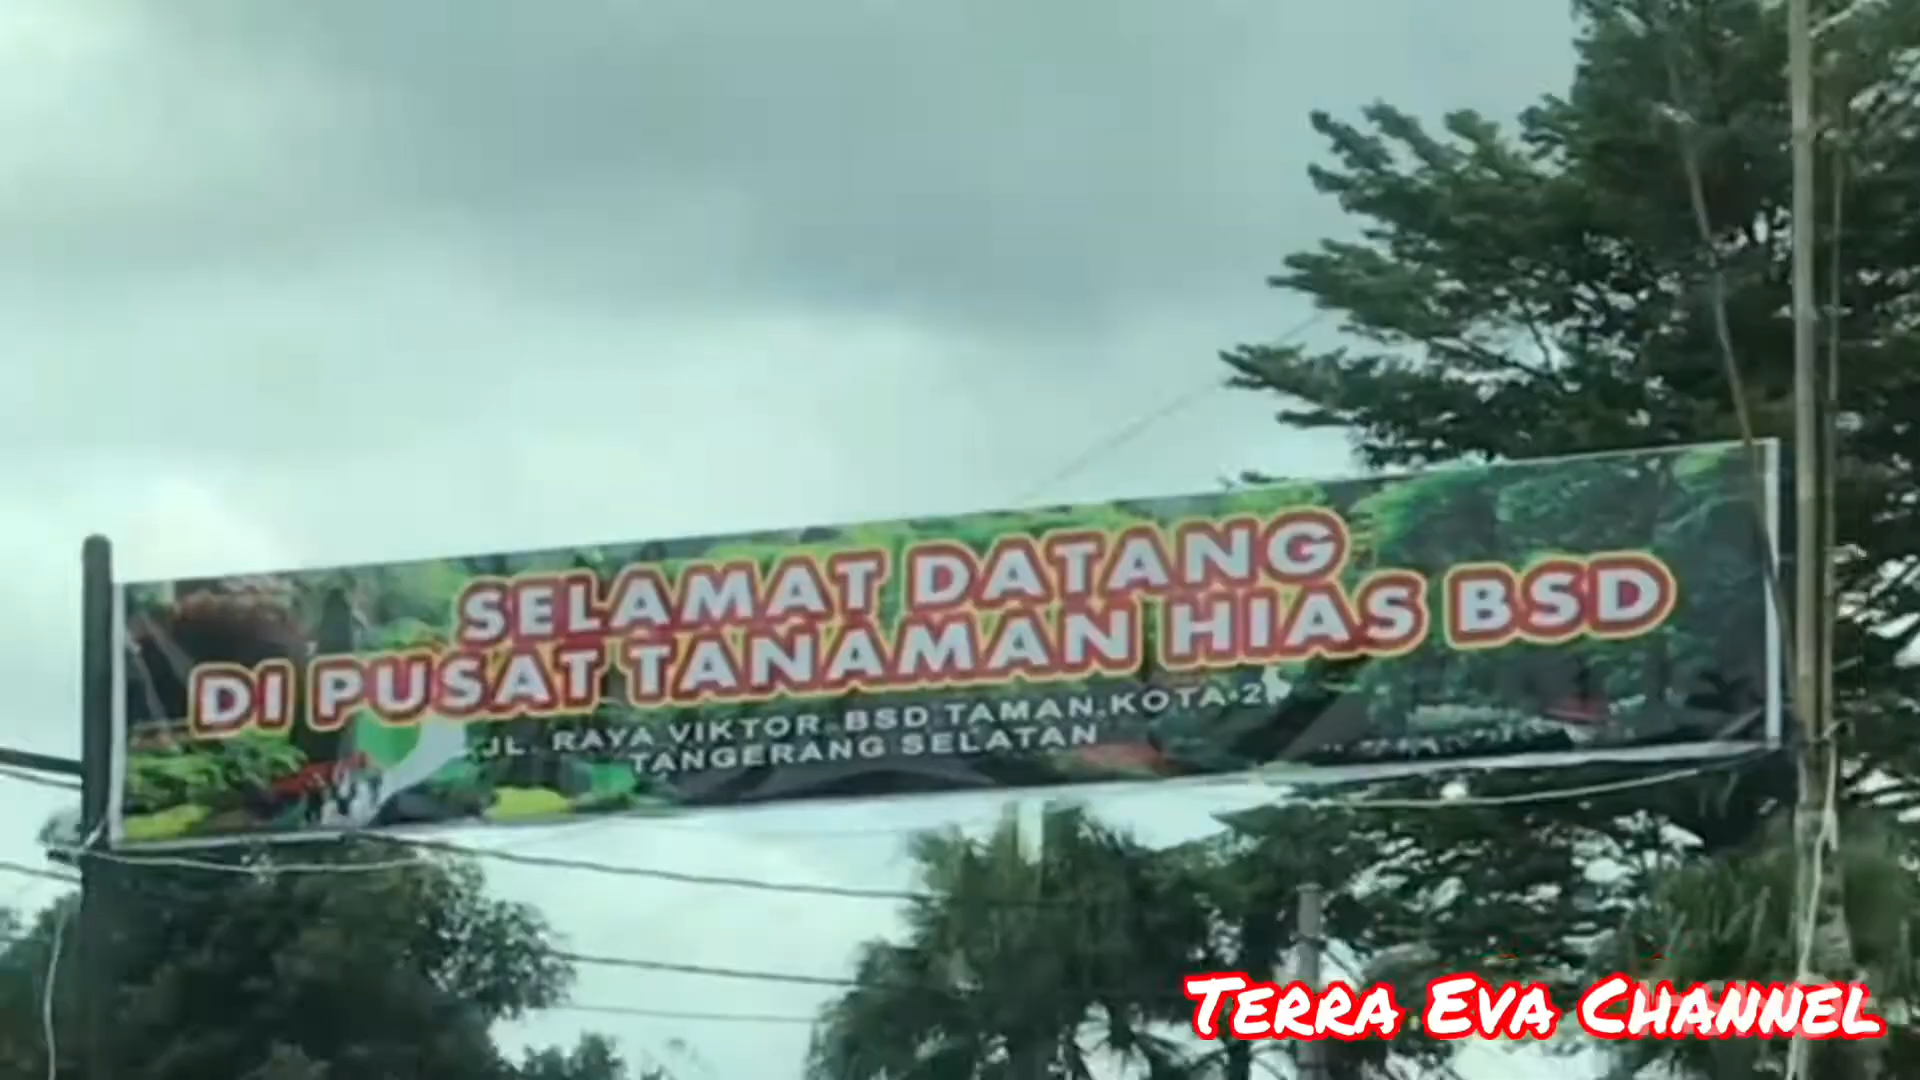 SELAMAT DATANG
DI PUSAT TANAMAN HIAS BSD
JL. RAYA VIKTOR. BSD TAMAN KOTA 2
TANGERANG SELATAN
TERRA EVA CHANNEL